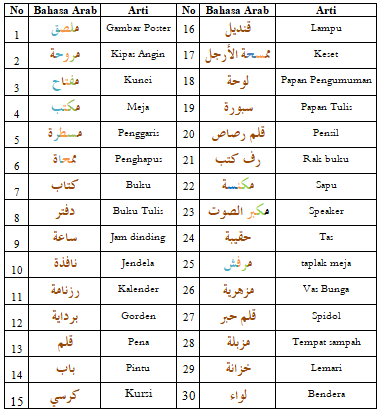 No Bahasa Arab Arti No Bahasa Arab Arti
1 ملصق Gambar Poster 16 قنديل Lampu
2 مروحة Kipas Angin 17 ممسحة الأرجل Keset
3 مفتاح Kunci 18 لوحة Papan Pengumuman
4 مكتب Meja 19 سبورة Papan Tulis
5 مسطرة Penggaris 20 قلم رصاص Pensil
6 ممحاة Penghapus 21 رف كتب Rak buku
7 كتاب Buku 22 مكنسة Sapu
8 دفتر Buku Tulis 23 مكبر الصوت Speaker
9 ساعة Jam dinding 24 حقيبة Tas
10 نافذة Jendela 25 مرفش taplak meja
11 رزنامة Kalender 26 مزهرية Vas Bunga
12 برداية Gorden 27 قلم حبر Spidol
13 قلم Pena 28 مزبلة Tempat sampah
14 باب Pintu 29 خزانة Lemari
15 كرسي Kursi 30 لواء Bendera